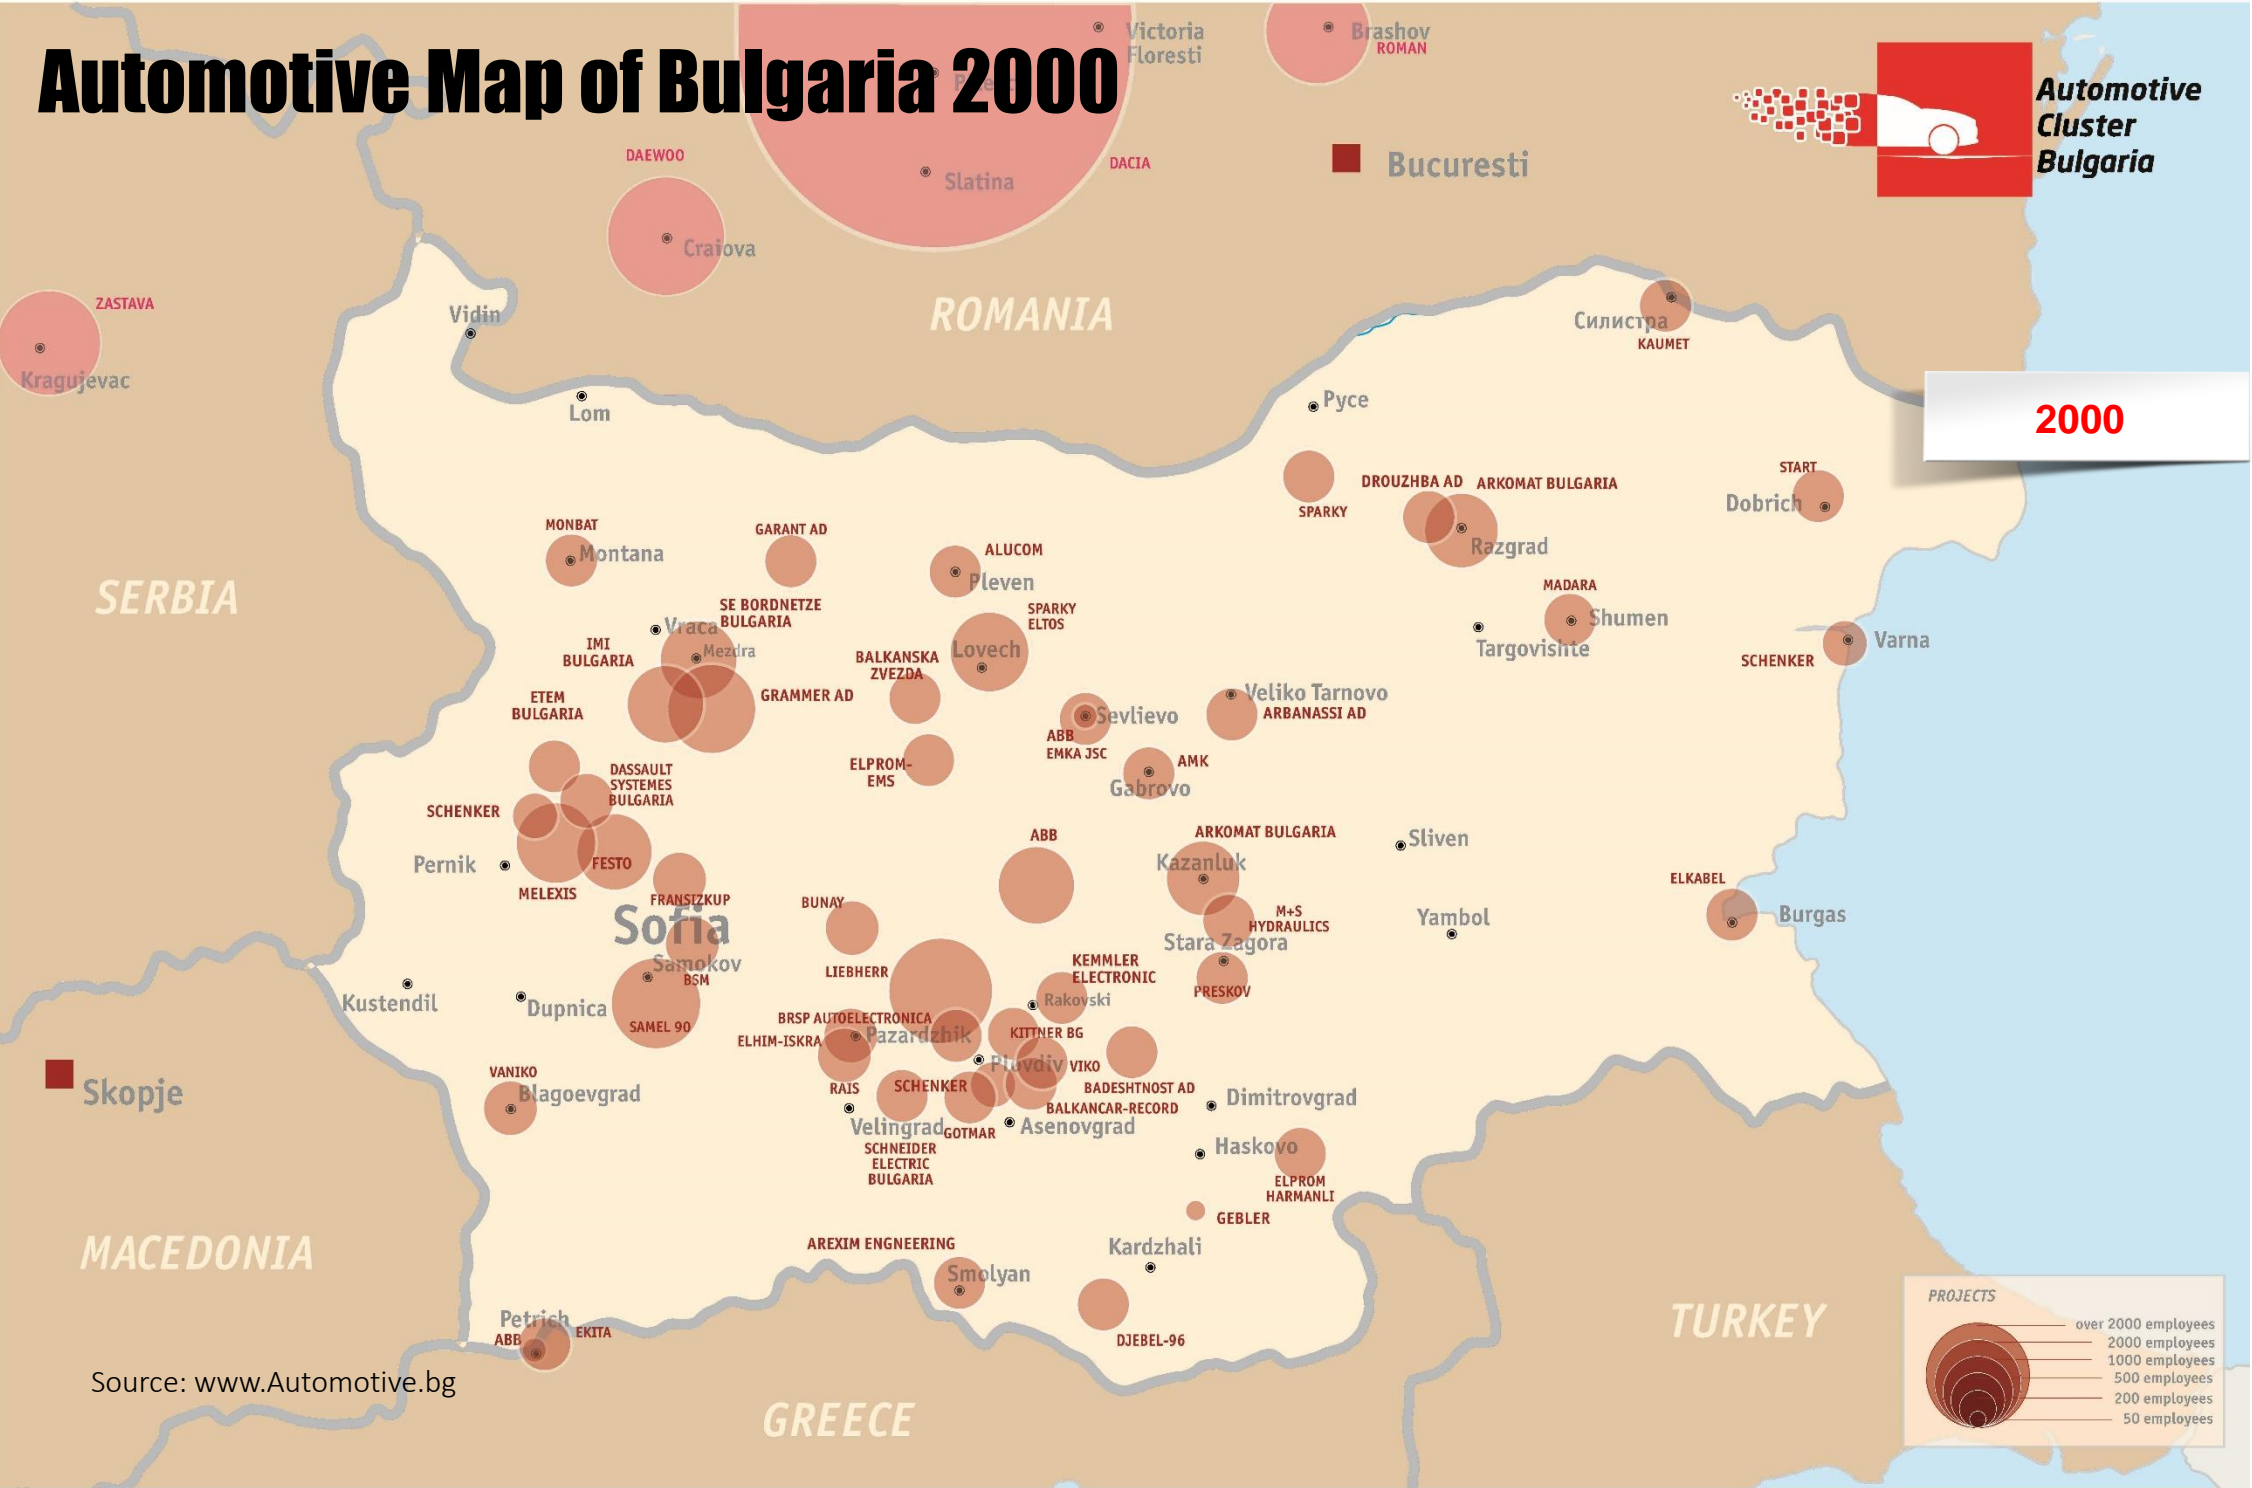 Automotive Map of Bulgaria 2000
Victoria
Floresti
Brashov
ROMAN
Automotive
Cluster
Bulgaria
DAEWOO
DACIA
Slatina
Bucuresti
Craiova
ZASTAVA
Kragujevac
ROMANIA
Vidin
Lom
Силистра
KAUMET
Русе
2000
SPARKY
DROUZHBA AD
ARKOMAT BULGARIA
Razgrad
START
Dobrich
MONBAT
Montana
GARANT AD
ALUCOM
Pleven
SERBIA
MADARA
Shumen
Targovishte
Varna
SCHENKER
SE BORDNETZE
BULGARIA
Vraca
Mezdra
IMI
BULGARIA
GRAMMER AD
SPARKY
ELTOS
Lovech
BALKANSKA
ZVEZDA
ETEM
BULGARIA
Veliko Tarnovo
ARBANASSI AD
Sevlievo
ABB
EMKA JSC
ELPROM-
EMS
AMK
Gabrovo
DASSAULT
SYSTEMES
BULGARIA
SCHENKER
Pernik
FESTO
MELEXIS
FRANSIZKUP
Sofia
Samokov
BSM
SAMEL 90
ABB
ARKOMAT BULGARIA
Kazanluk
Sliven
M+S
HYDRAULICS
Stara Zagora
PRESKOV
Yambol
ELKABEL
Burgas
BUNAY
LIEBHERR
KEMMLER
ELECTRONIC
Rakovski
Kustendil
Dupnica
BRSP AUTOELECTRONICA
ELHIM-ISKRA
Pazardzhik
KITTNER BG
Plovdiv
VIKO
RAIS
SCHENKER
BADESHTNOST AD
BALKANCAR-RECORD
Velingrad
GOTMAR
Asenovgrad
SCHNEIDER
ELECTRIC
BULGARIA
Dimitrovgrad
Haskovo
ELPROM
HARMANLI
GEBLER
Skopje
VANIKO
Blagoevgrad
MACEDONIA
AREXIM ENGNEERING
Smolyan
Kardzhali
DJEBEL-96
Petrich
ABB
EKITA
Source: www.Automotive.bg
GREECE
TURKEY
PROJECTS
over 2000 employees
2000 employees
1000 employees
500 employees
200 employees
50 employees